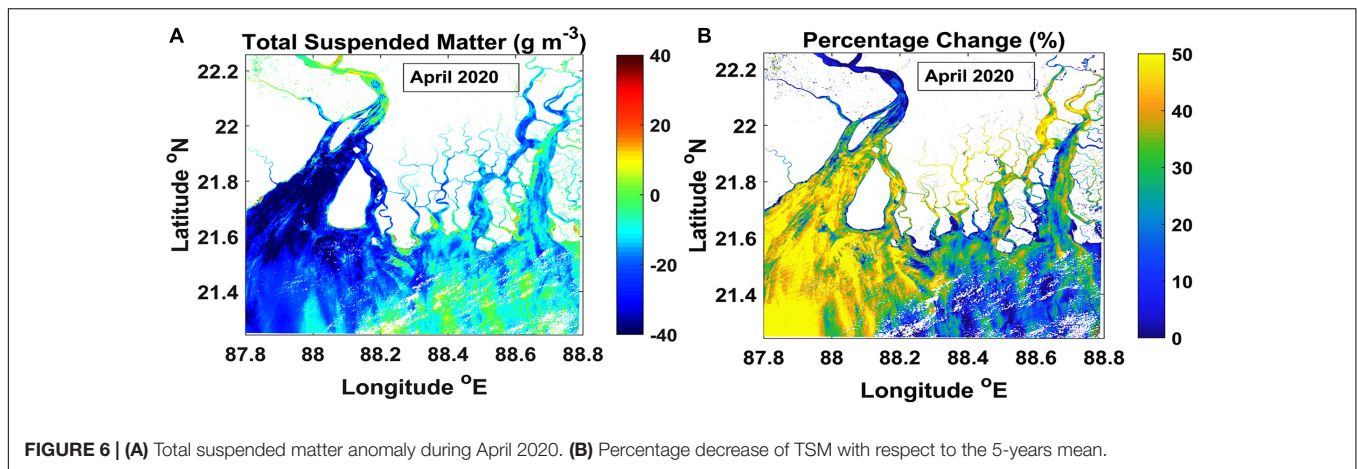 A
Total Suspended Matter (g m⁻³)
April 2020
22.2
22
21.8
21.6
21.4
Latitude °N
87.8 88 88.2 88.4 88.6 88.8
Longitude °E
40
20
0
-20
-40
B
Percentage Change (%)
April 2020
22.2
22
21.8
21.6
21.4
Latitude °N
87.8 88 88.2 88.4 88.6 88.8
Longitude °E
50
40
30
20
10
0
FIGURE 6 | (A) Total suspended matter anomaly during April 2020. (B) Percentage decrease of TSM with respect to the 5-years mean.